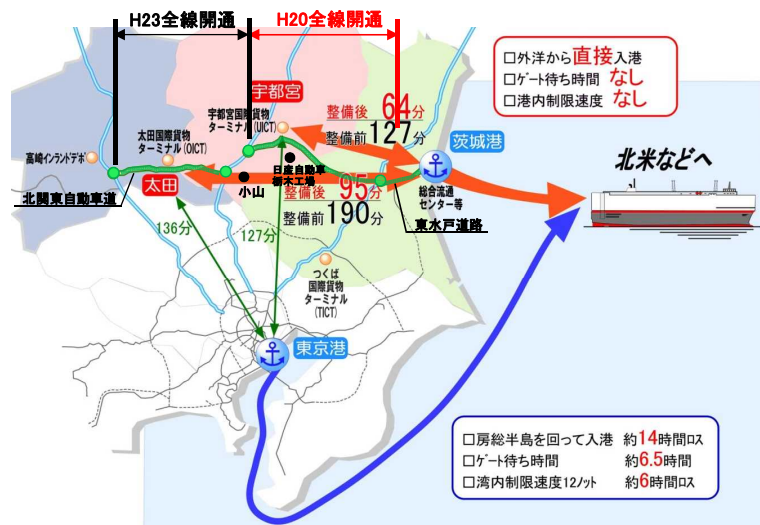 H23全線開通
H20全線開通
□外洋から直接入港
□ゲート待ち時間 なし
□港内制限速度 なし
宇都宮
宇都宮国際貨物
ターミナル(UICT)
整備後 64分
整備前 127分
太田国際貨物
ターミナル(OICT)
高崎インランドデポ
茨城港
北米などへ
日産自動車
栃木工場
太田
小山
北関東自動車道
整備後 95分
整備前 190分
総合流通
センター等
東水戸道路
136分
127分
つくば
国際貨物
ターミナル
(TICT)
東京港
□房総半島を回って入港 約14時間ロス
□ゲート待ち時間 約6.5時間
□湾内制限速度12ノット 約6時間ロス